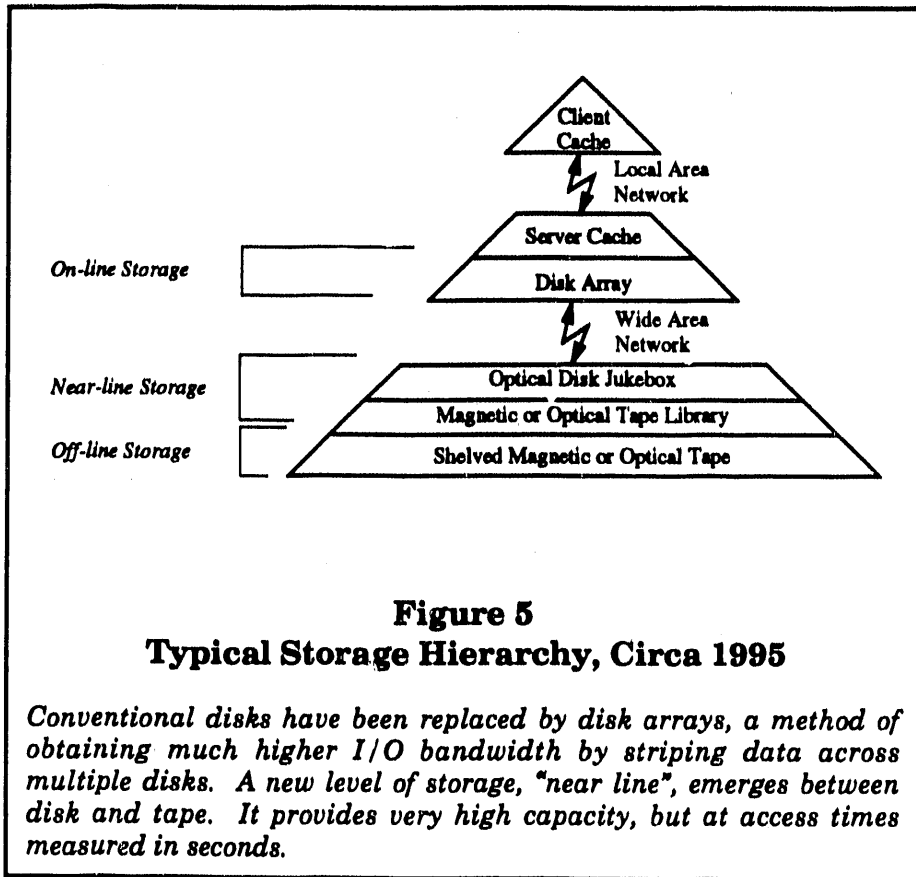 Client
Cache
Local Area
Network
Server Cache
On-line Storage
Disk Array
Wide Area
Network
Optical Disk Jukebox
Near-line Storage
Magnetic or Optical Tape Library
Off-line Storage
Shelved Magnetic or Optical Tape
Figure 5
Typical Storage Hierarchy, Circa 1995
Conventional disks have been replaced by disk arrays, a method of
obtaining much higher I/O bandwidth by striping data across
multiple disks. A new level of storage, "near line", emerges between
disk and tape. It provides very high capacity, but at access times
measured in seconds.